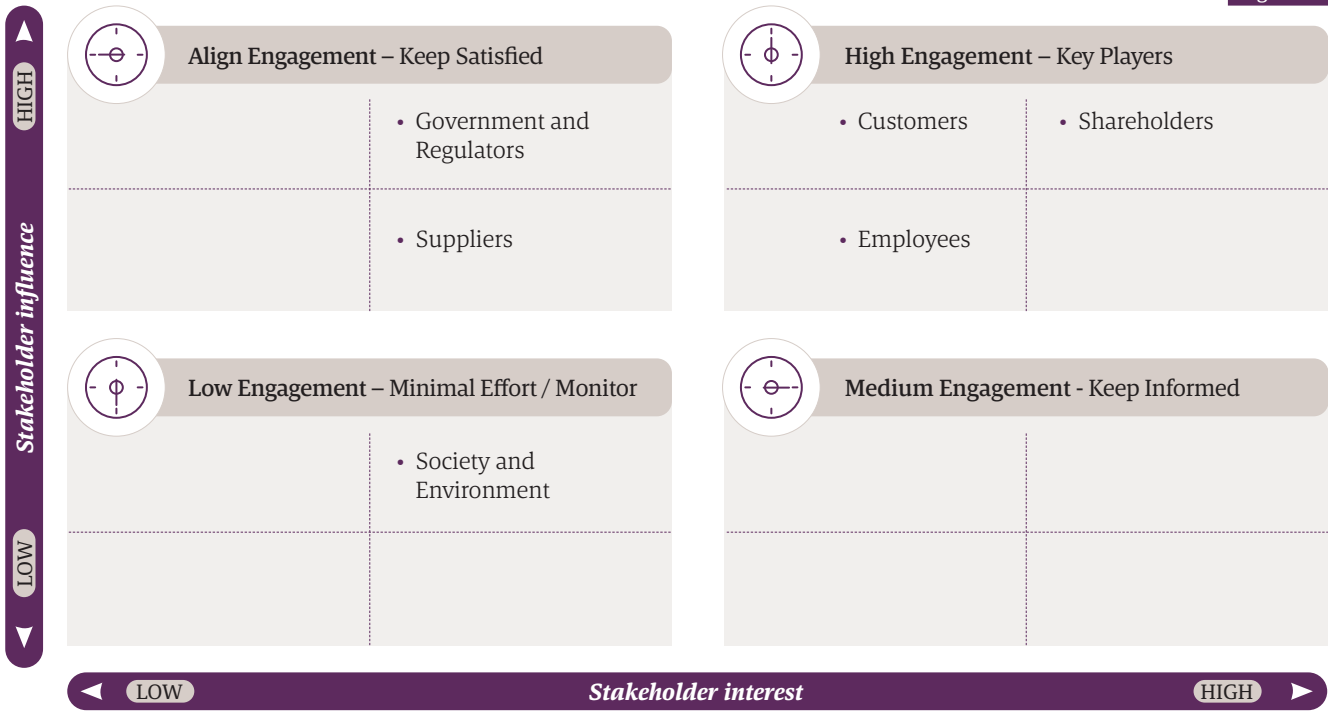 Align Engagement – Keep Satisfied
• Government and
Regulators
• Suppliers
High Engagement – Key Players
• Customers
• Shareholders
• Employees
Low Engagement – Minimal Effort / Monitor
• Society and
Environment
Medium Engagement - Keep Informed
HIGH
Stakeholder influence
LOW
LOW
Stakeholder interest
HIGH